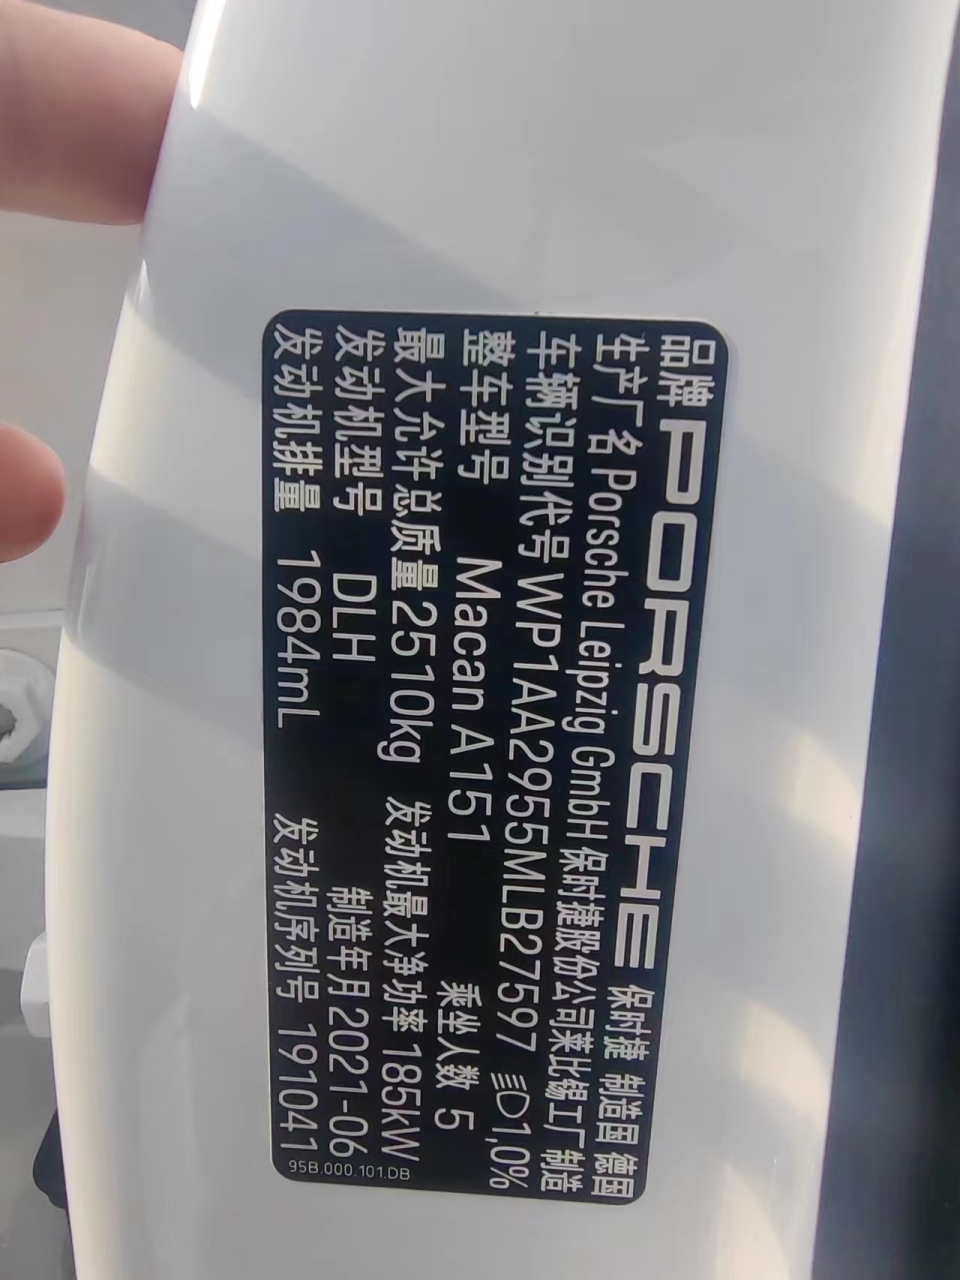 品牌 PORSCHE 保时捷 制造国 德国
生产厂名 Porsche Leipzig GmbH 保时捷股份公司莱比锡工厂制造
车辆识别代号 WP1AA2955MLB27597 1,0%
整车型号 Macan A151 乘坐人数 5
最大允许总质量 2510kg 发动机最大净功率 185kW
发动机型号 DLH 制造年月 2021-06
发动机排量 1984mL 发动机序列号 191041
95B.000.101.DB